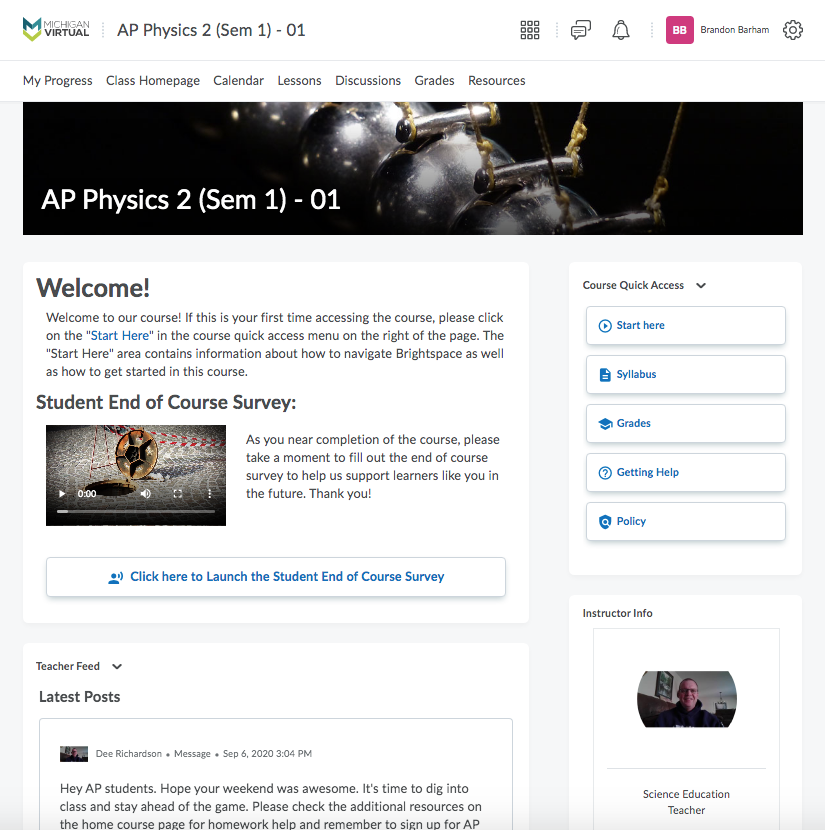 MICHIGAN
VIRTUAL
AP Physics 2 (Sem 1) - 01
BB
Brandon Barham
My Progress
Class Homepage
Calendar
Lessons
Discussions
Grades
Resources
AP Physics 2 (Sem 1) - 01
Welcome!
Welcome to our course! If this is your first time accessing the course, please click
on the "Start Here" in the course quick access menu on the right of the page. The
"Start Here" area contains information about how to navigate Brightspace as well
as how to get started in this course.
Student End of Course Survey:
0:00
As you near completion of the course, please
take a moment to fill out the end of course
survey to help us support learners like you in
the future. Thank you!
Click here to Launch the Student End of Course Survey
Teacher Feed
Latest Posts
Dee Richardson • Message • Sep 6, 2020 3:04 PM
Hey AP students. Hope your weekend was awesome. It's time to dig into
class and stay ahead of the game. Please check the additional resources on
the home course page for homework help and remember to sign up for AP
Course Quick Access
Start here
Syllabus
Grades
Getting Help
Policy
Instructor Info
Science Education
Teacher